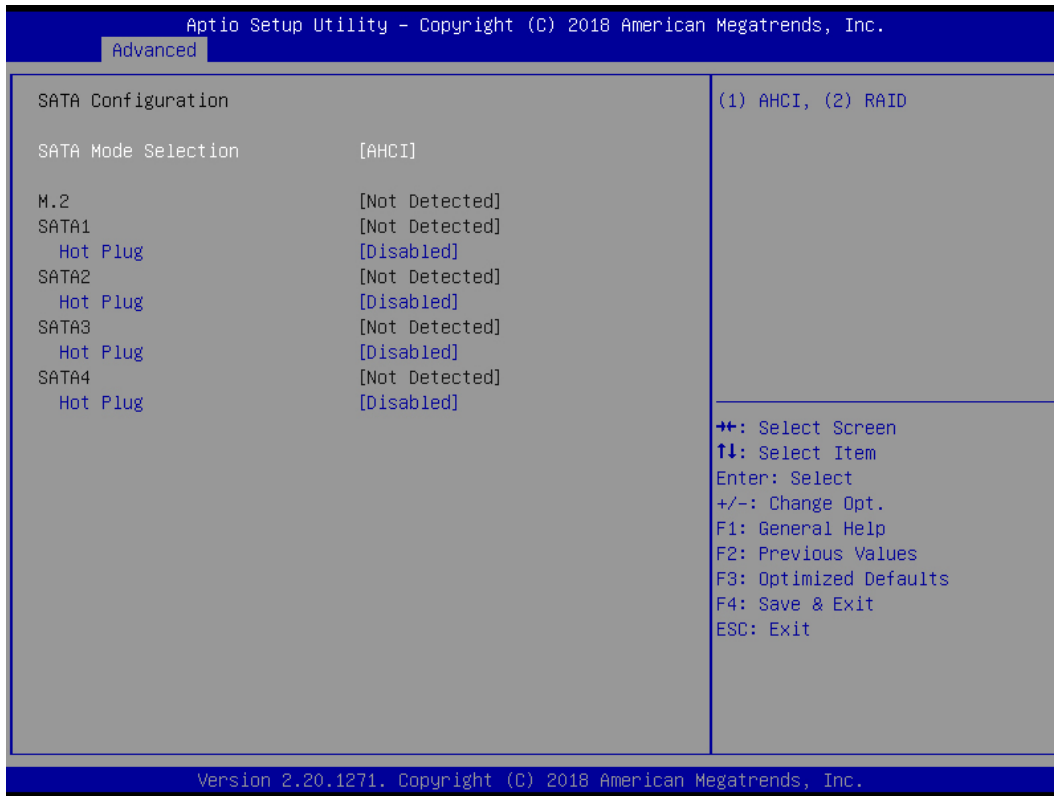 Aptio Setup Utility – Copyright (C) 2018 American Megatrends, Inc.
Advanced
SATA Configuration
SATA Mode Selection [AHCI]
M.2 [Not Detected]
SATA1 [Not Detected]
Hot Plug [Disabled]
SATA2 [Not Detected]
Hot Plug [Disabled]
SATA3 [Not Detected]
Hot Plug [Disabled]
SATA4 [Not Detected]
Hot Plug [Disabled]
(1) AHCI, (2) RAID
→←: Select Screen
↑↓: Select Item
Enter: Select
+/-: Change Opt.
F1: General Help
F2: Previous Values
F3: Optimized Defaults
F4: Save & Exit
ESC: Exit
Version 2.20.1271. Copyright (C) 2018 American Megatrends, Inc.